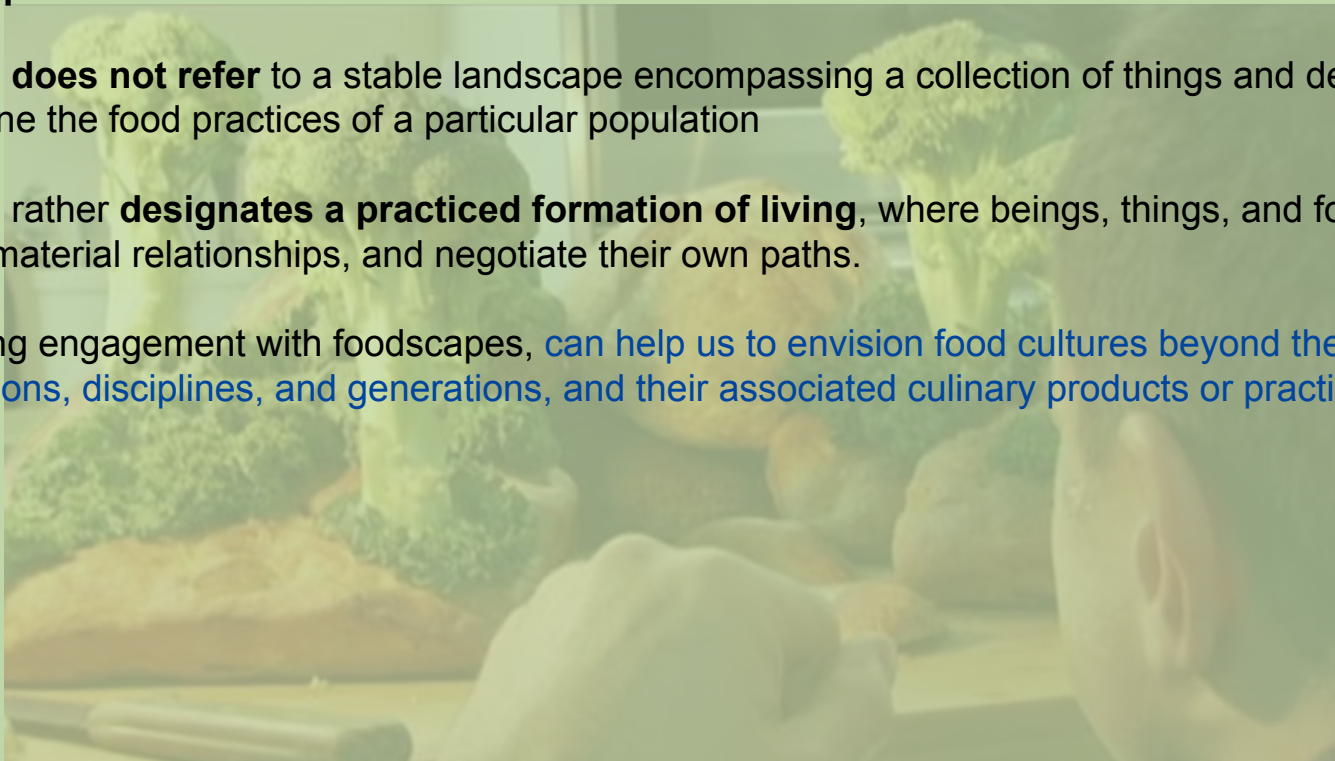 does not refer to a stable landscape encompassing a collection of things and de
ne the food practices of a particular population
rather designates a practiced formation of living, where beings, things, and fo
material relationships, and negotiate their own paths.
ng engagement with foodscapes, can help us to envision food cultures beyond the
ons, disciplines, and generations, and their associated culinary products or practi